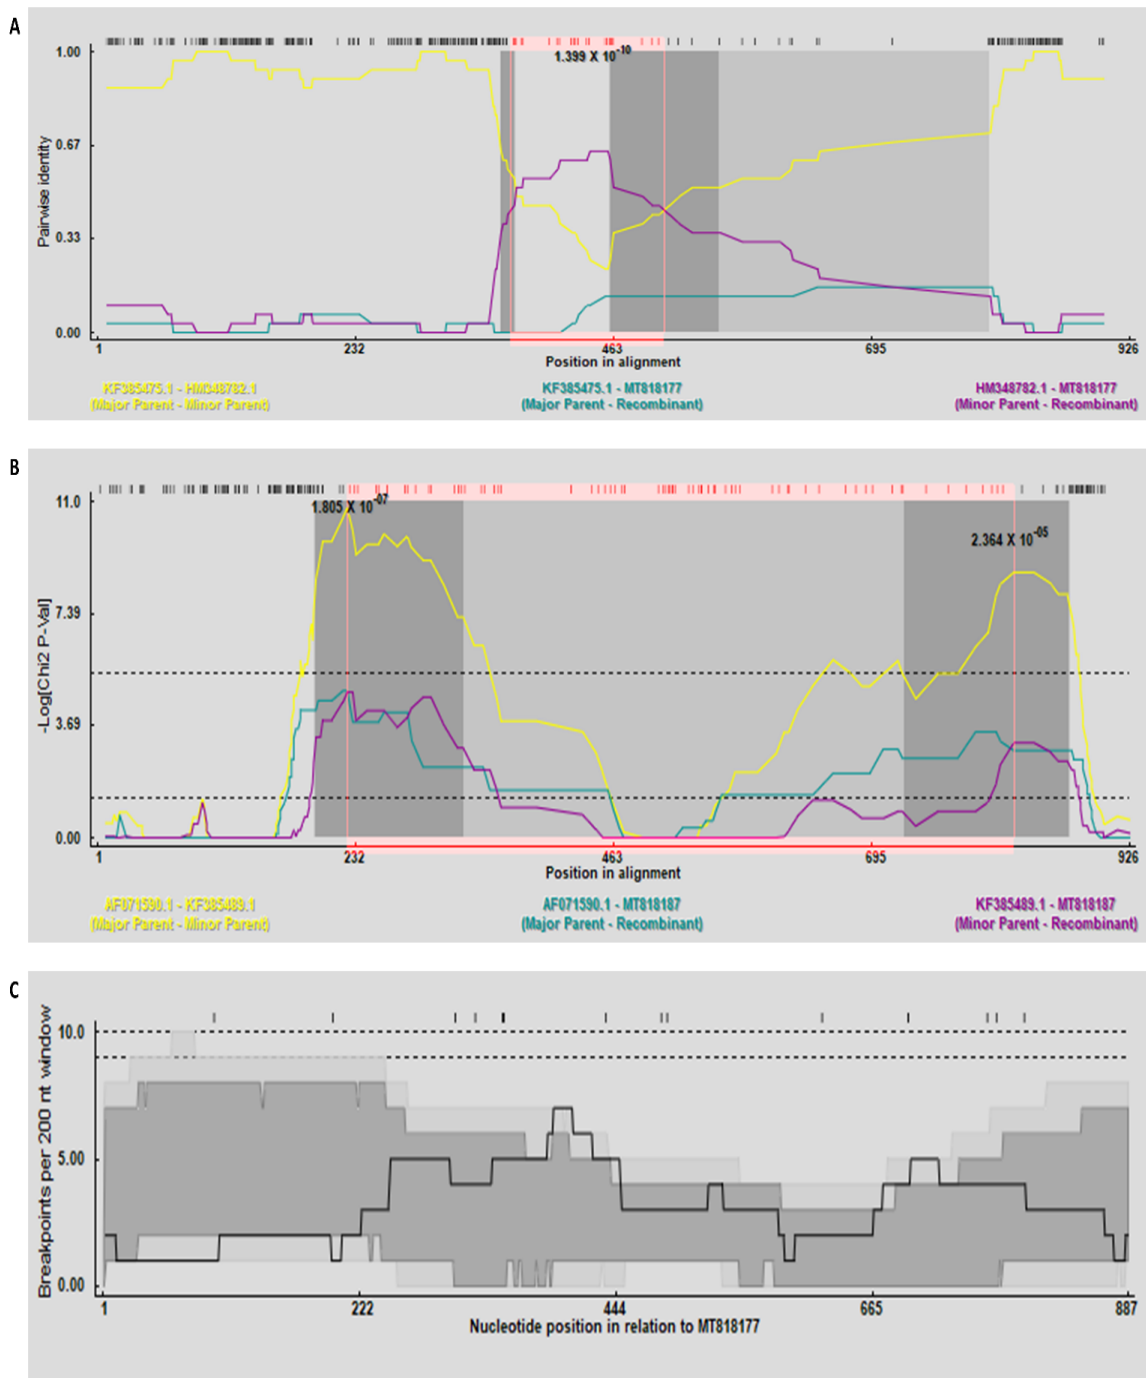 A
1.399 X 10-10
1.00
0.67
0.33
0.00
Pairwise identity
1 232 463 695 926
Position in alignment
KF385475.1 - HM348782.1 KF385475.1 - MT818177 HM348782.1 - MT818177
(Major Parent - Minor Parent) (Major Parent - Recombinant) (Minor Parent - Recombinant)
B
1.805 X 10-07
2.364 X 10-05
11.0
7.39
3.69
0.00
-Log[Chi2 P-Val]
1 232 463 695 926
Position in alignment
AF071590.1 - KF385489.1 AF071590.1 - MT818187 KF385489.1 - MT818187
(Major Parent - Minor Parent) (Major Parent - Recombinant) (Minor Parent - Recombinant)
C
10.0
5.00
0.00
Breakpoints per 200 nt window
1 222 444 665 887
Nucleotide position in relation to MT818177